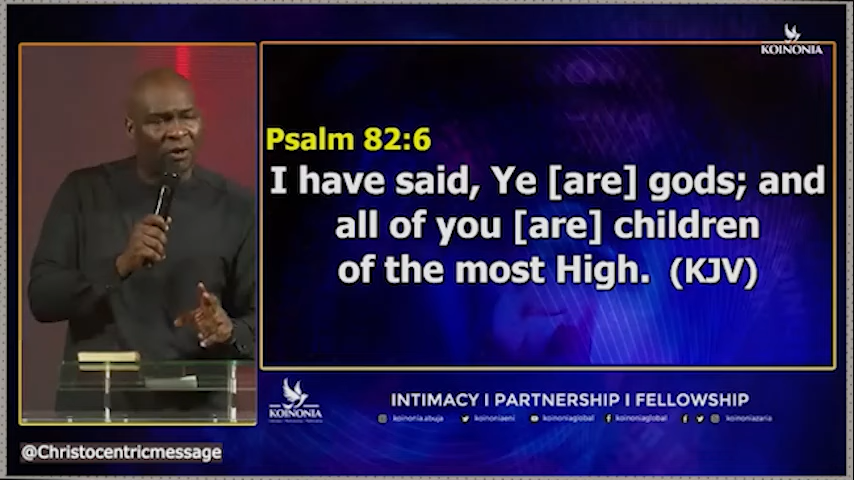 KOINONIA
Psalm 82:6
I have said, Ye [are] gods; and
all of you [are] children
of the most High. (KJV)
KOINONIA
INTIMACY I PARTNERSHIP I FELLOWSHIP
koinonia.abuja koinoniaeni koinoniaglobal koinoniaglobal koinoniazaria
@Christocentricmessage